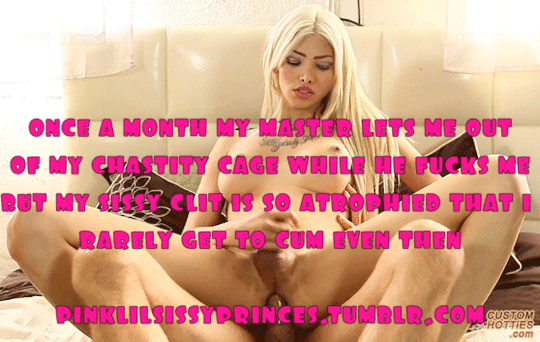 ONCE A MONTH MY MASTER LETS ME OUT
OF MY CHASTITY CAGE WHILE HE FUCKS ME
BUT MY SISSY CLIT IS SO ATROPHIED THAT I
RARELY GET TO CUM EVEN THEN
PINKLILSISSYPRINCES.TUMBLR.COM
CUSTOM
HOTTIES
.com